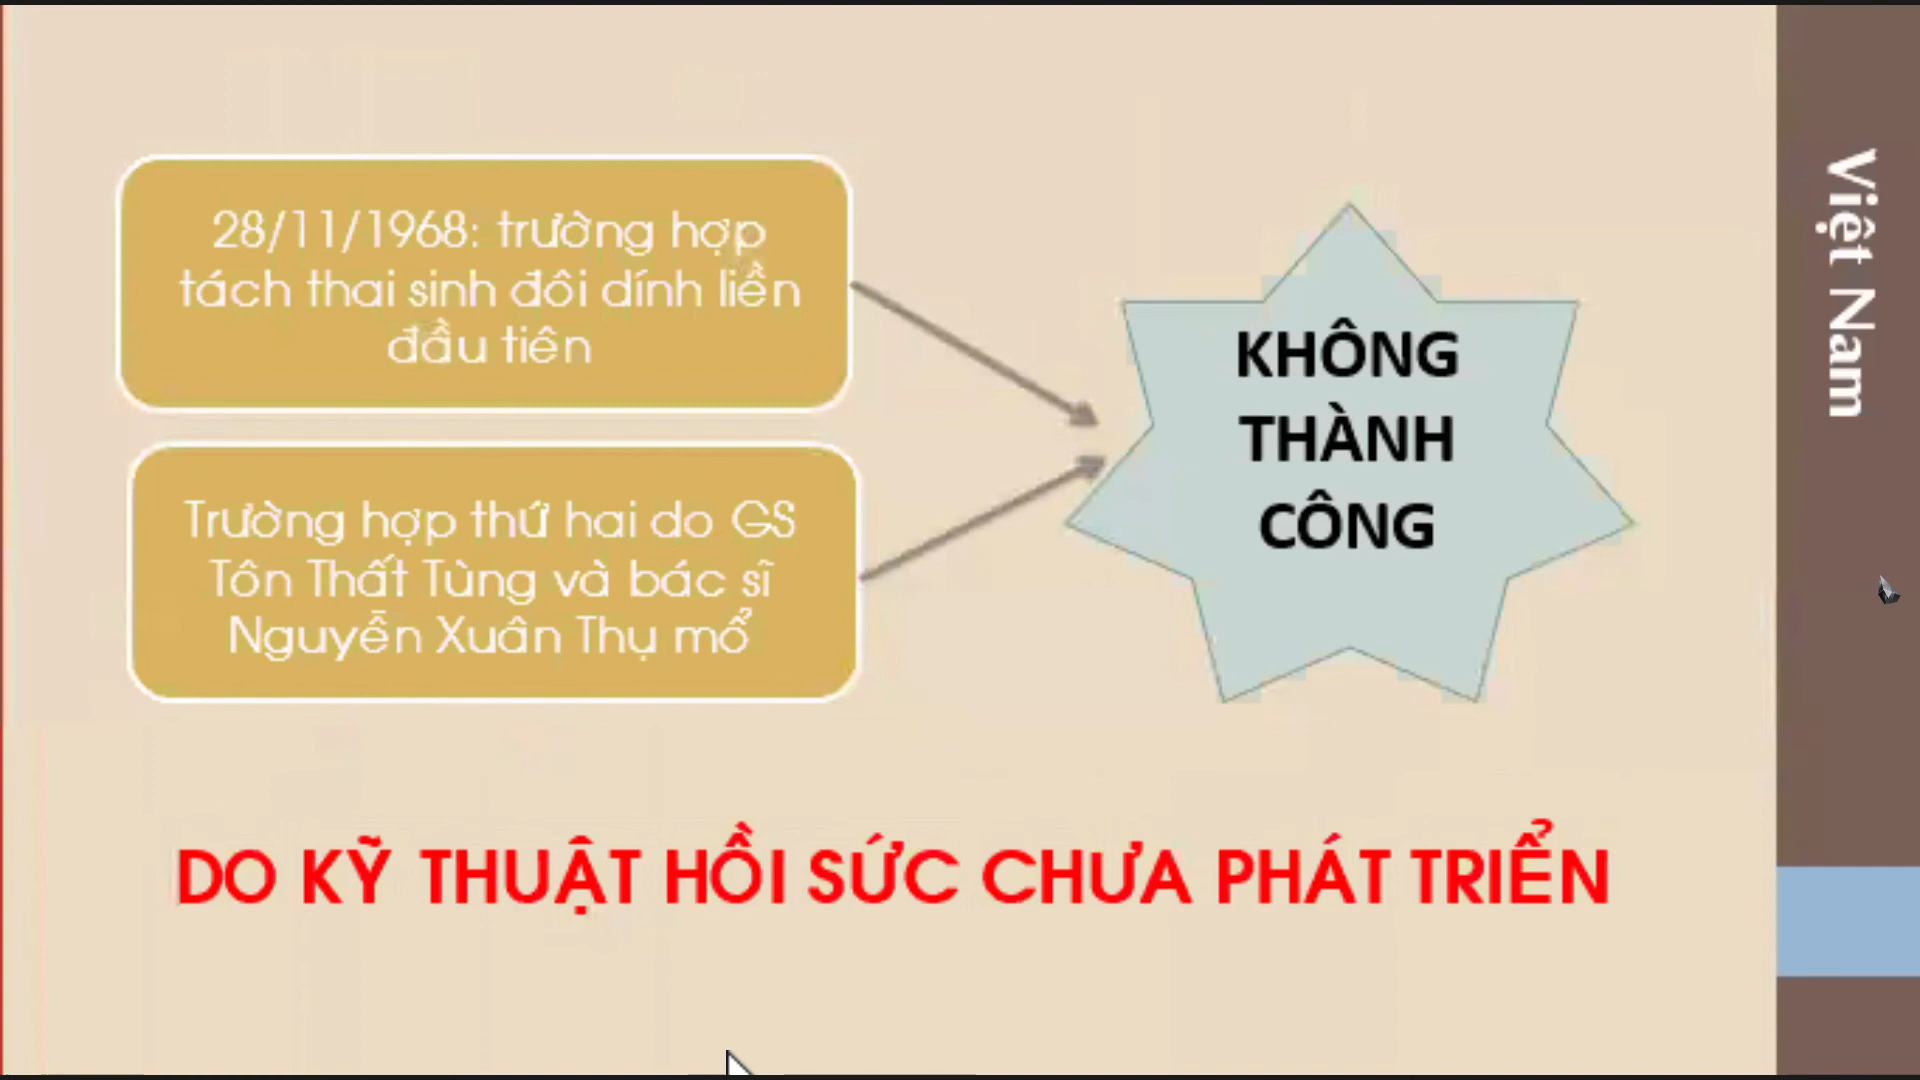 28/11/1968: trường hợp
tách thai sinh đôi dính liền
đầu tiên
Trường hợp thứ hai do GS
Tôn Thất Tùng và bác sĩ
Nguyễn Xuân Thụ mổ
KHÔNG
THÀNH
CÔNG
DO KỸ THUẬT HỒI SỨC CHƯA PHÁT TRIỂN
Việt Nam